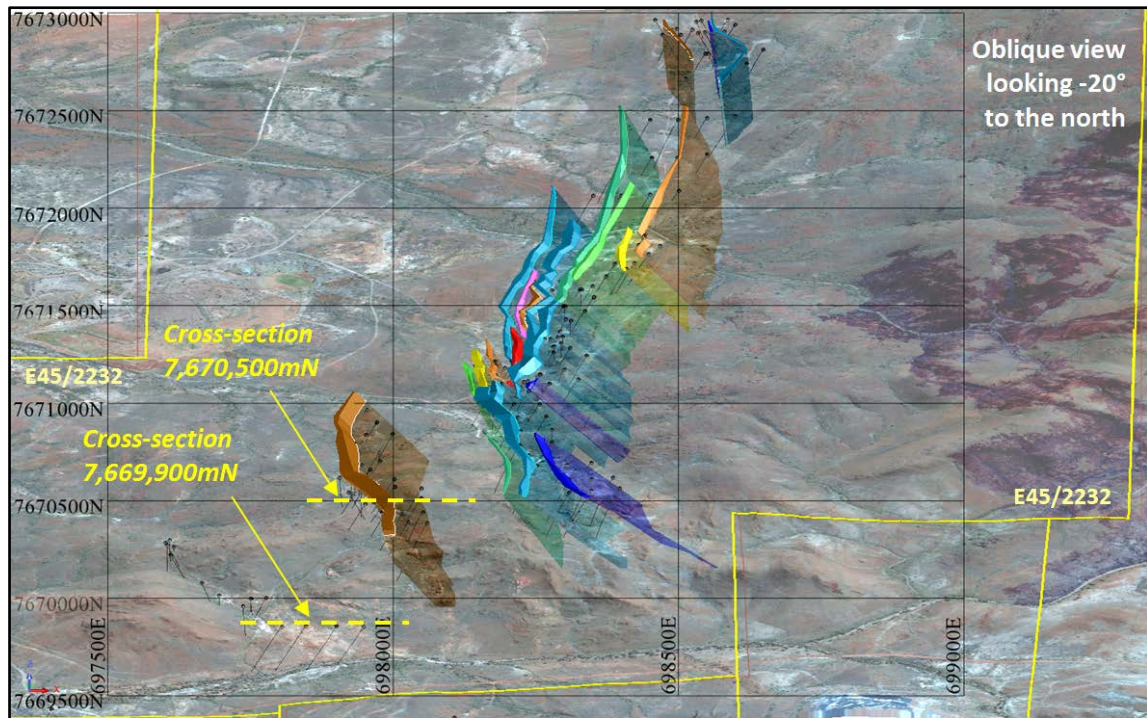 7673000N
Oblique view
looking -20°
to the north
7672500N
7672000N
7671500N
Cross-section
7,670,500mN
E45/2232
7671000N
Cross-section
7,669,900mN
7670500N
E45/2232
7670000N
697500E
698000E
698500E
699000E
7669500N